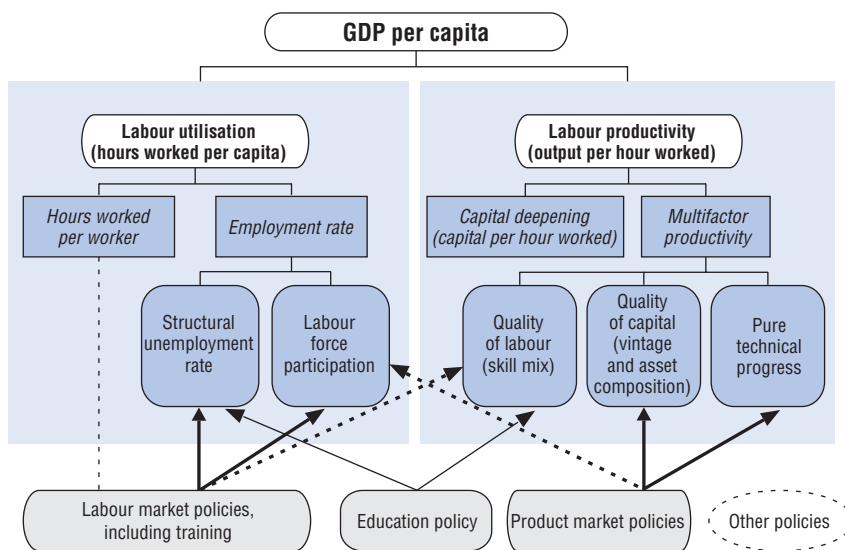 GDP per capita
Labour utilisation
(hours worked per capita)
Labour productivity
(output per hour worked)
Hours worked
per worker
Employment rate
Capital deepening
(capital per hour worked)
Multifactor
productivity
Structural
unemployment
rate
Labour
force
participation
Quality
of labour
(skill mix)
Quality
of capital
(vintage
and asset
composition)
Pure
technical
progress
Labour market policies,
including training
Education policy
Product market policies
Other policies